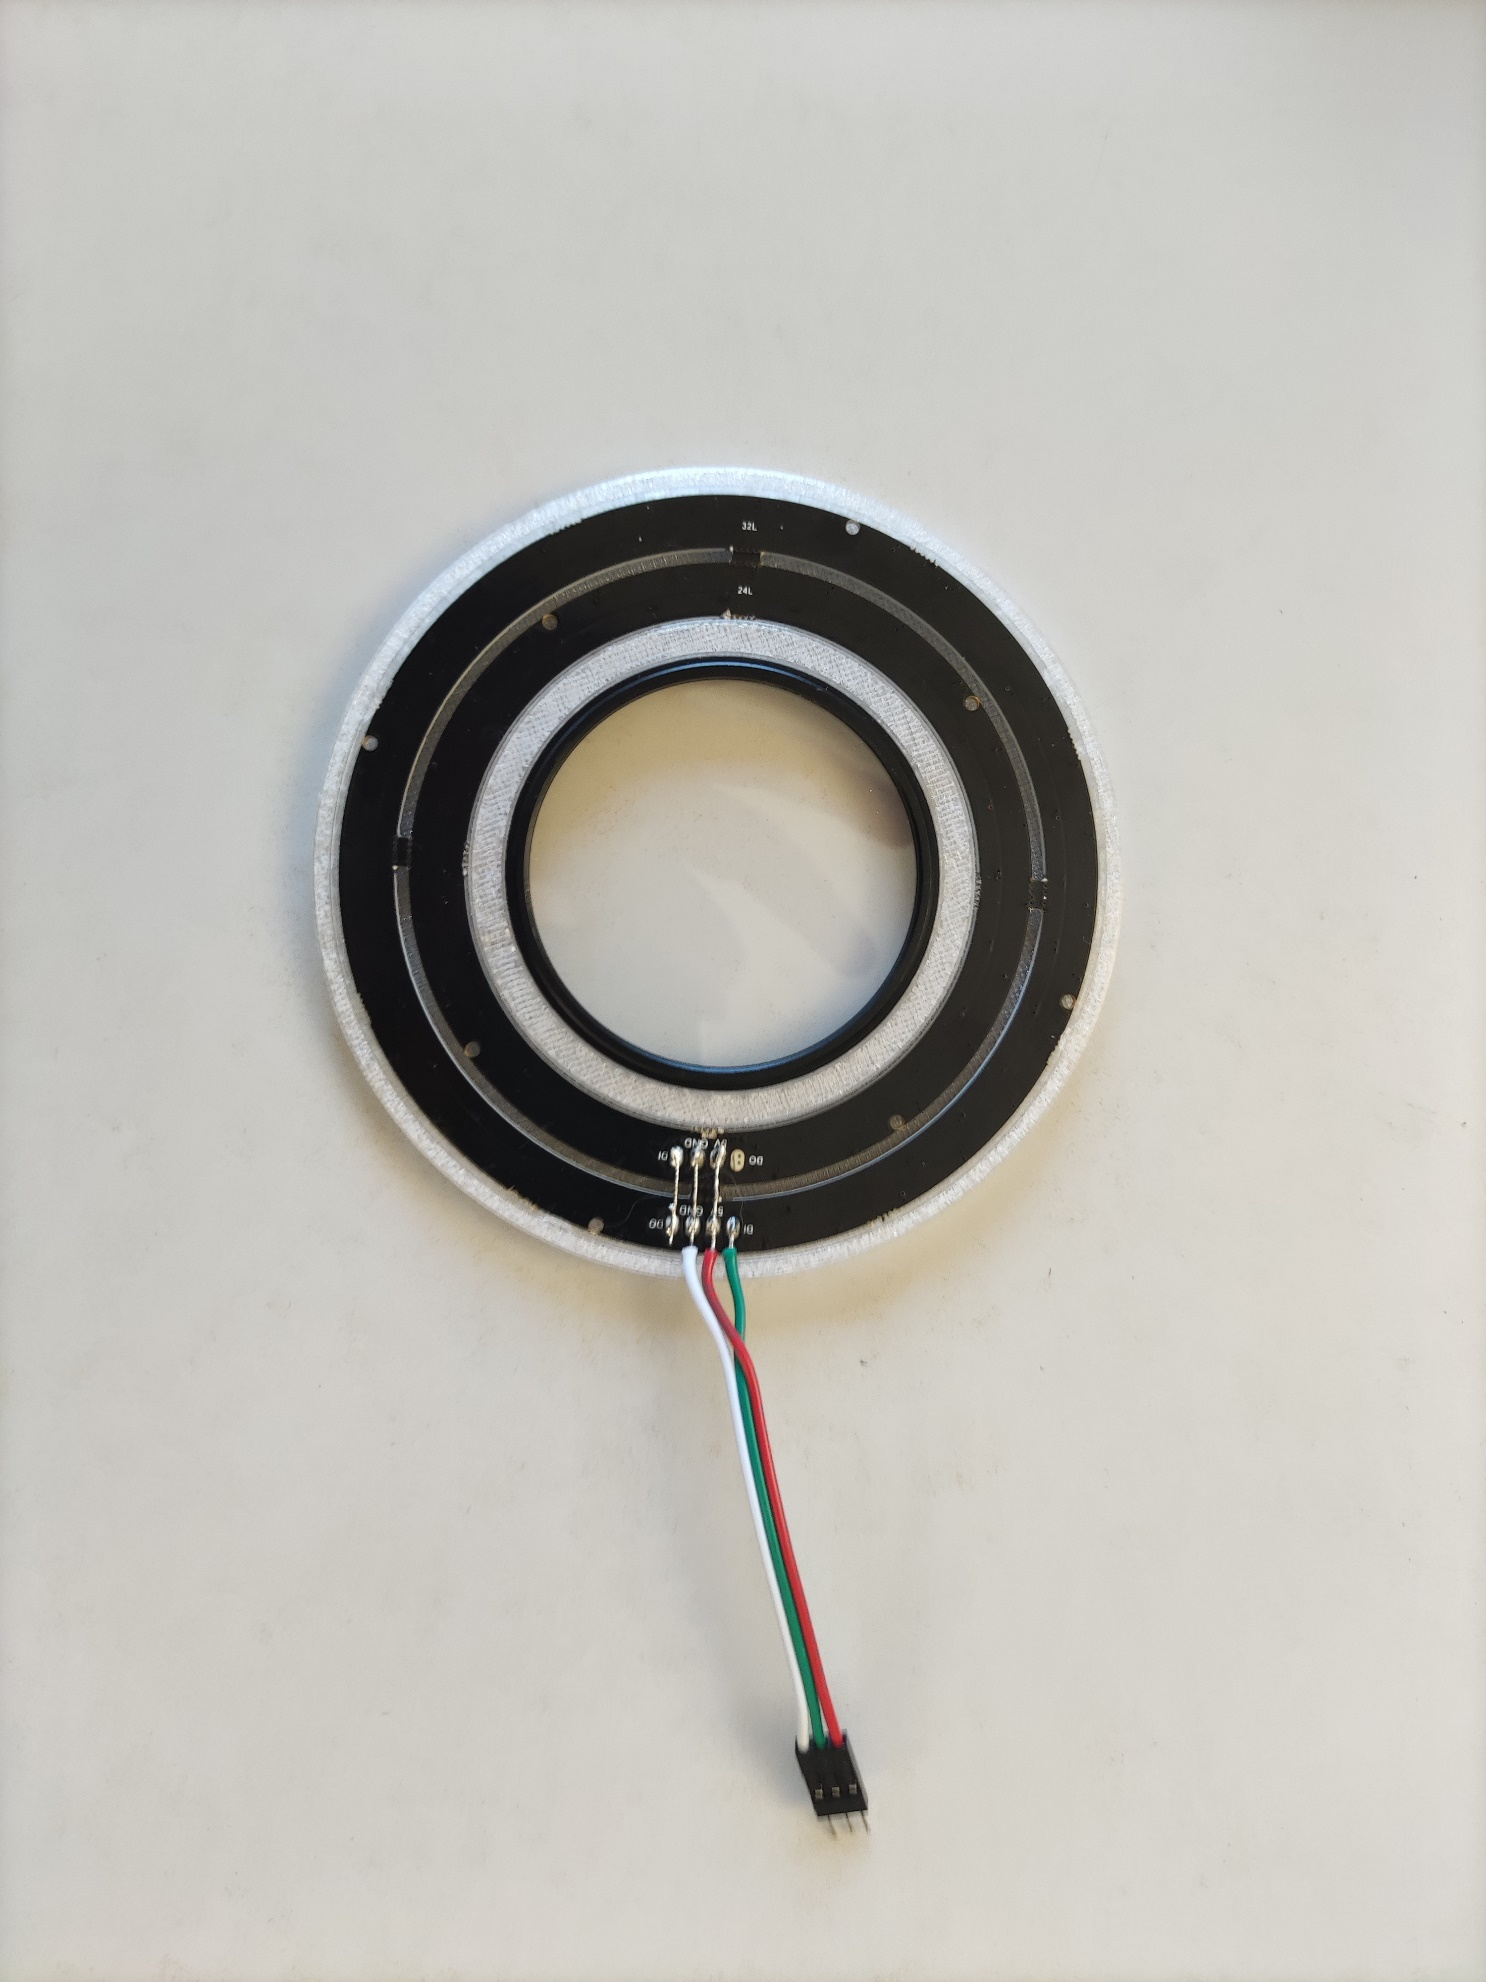 32L
24L
DI GND 5V DO
DO GND 5V DI